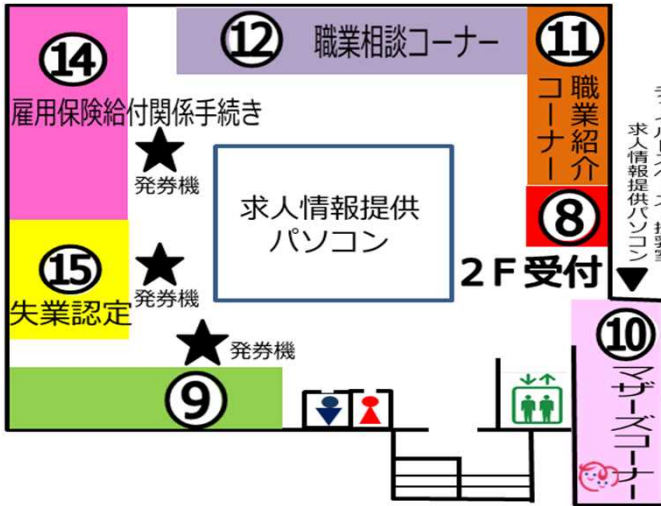 ⑭
雇用保険給付関係手続き
⑫ 職業相談コーナー
⑪
職業紹介
コーナー
発券機
求人情報提供
パソコン
⑧
2F受付
求人情報提供パソコン
⑮
失業認定
発券機
発券機
⑨
⑩
マザーズコーナー